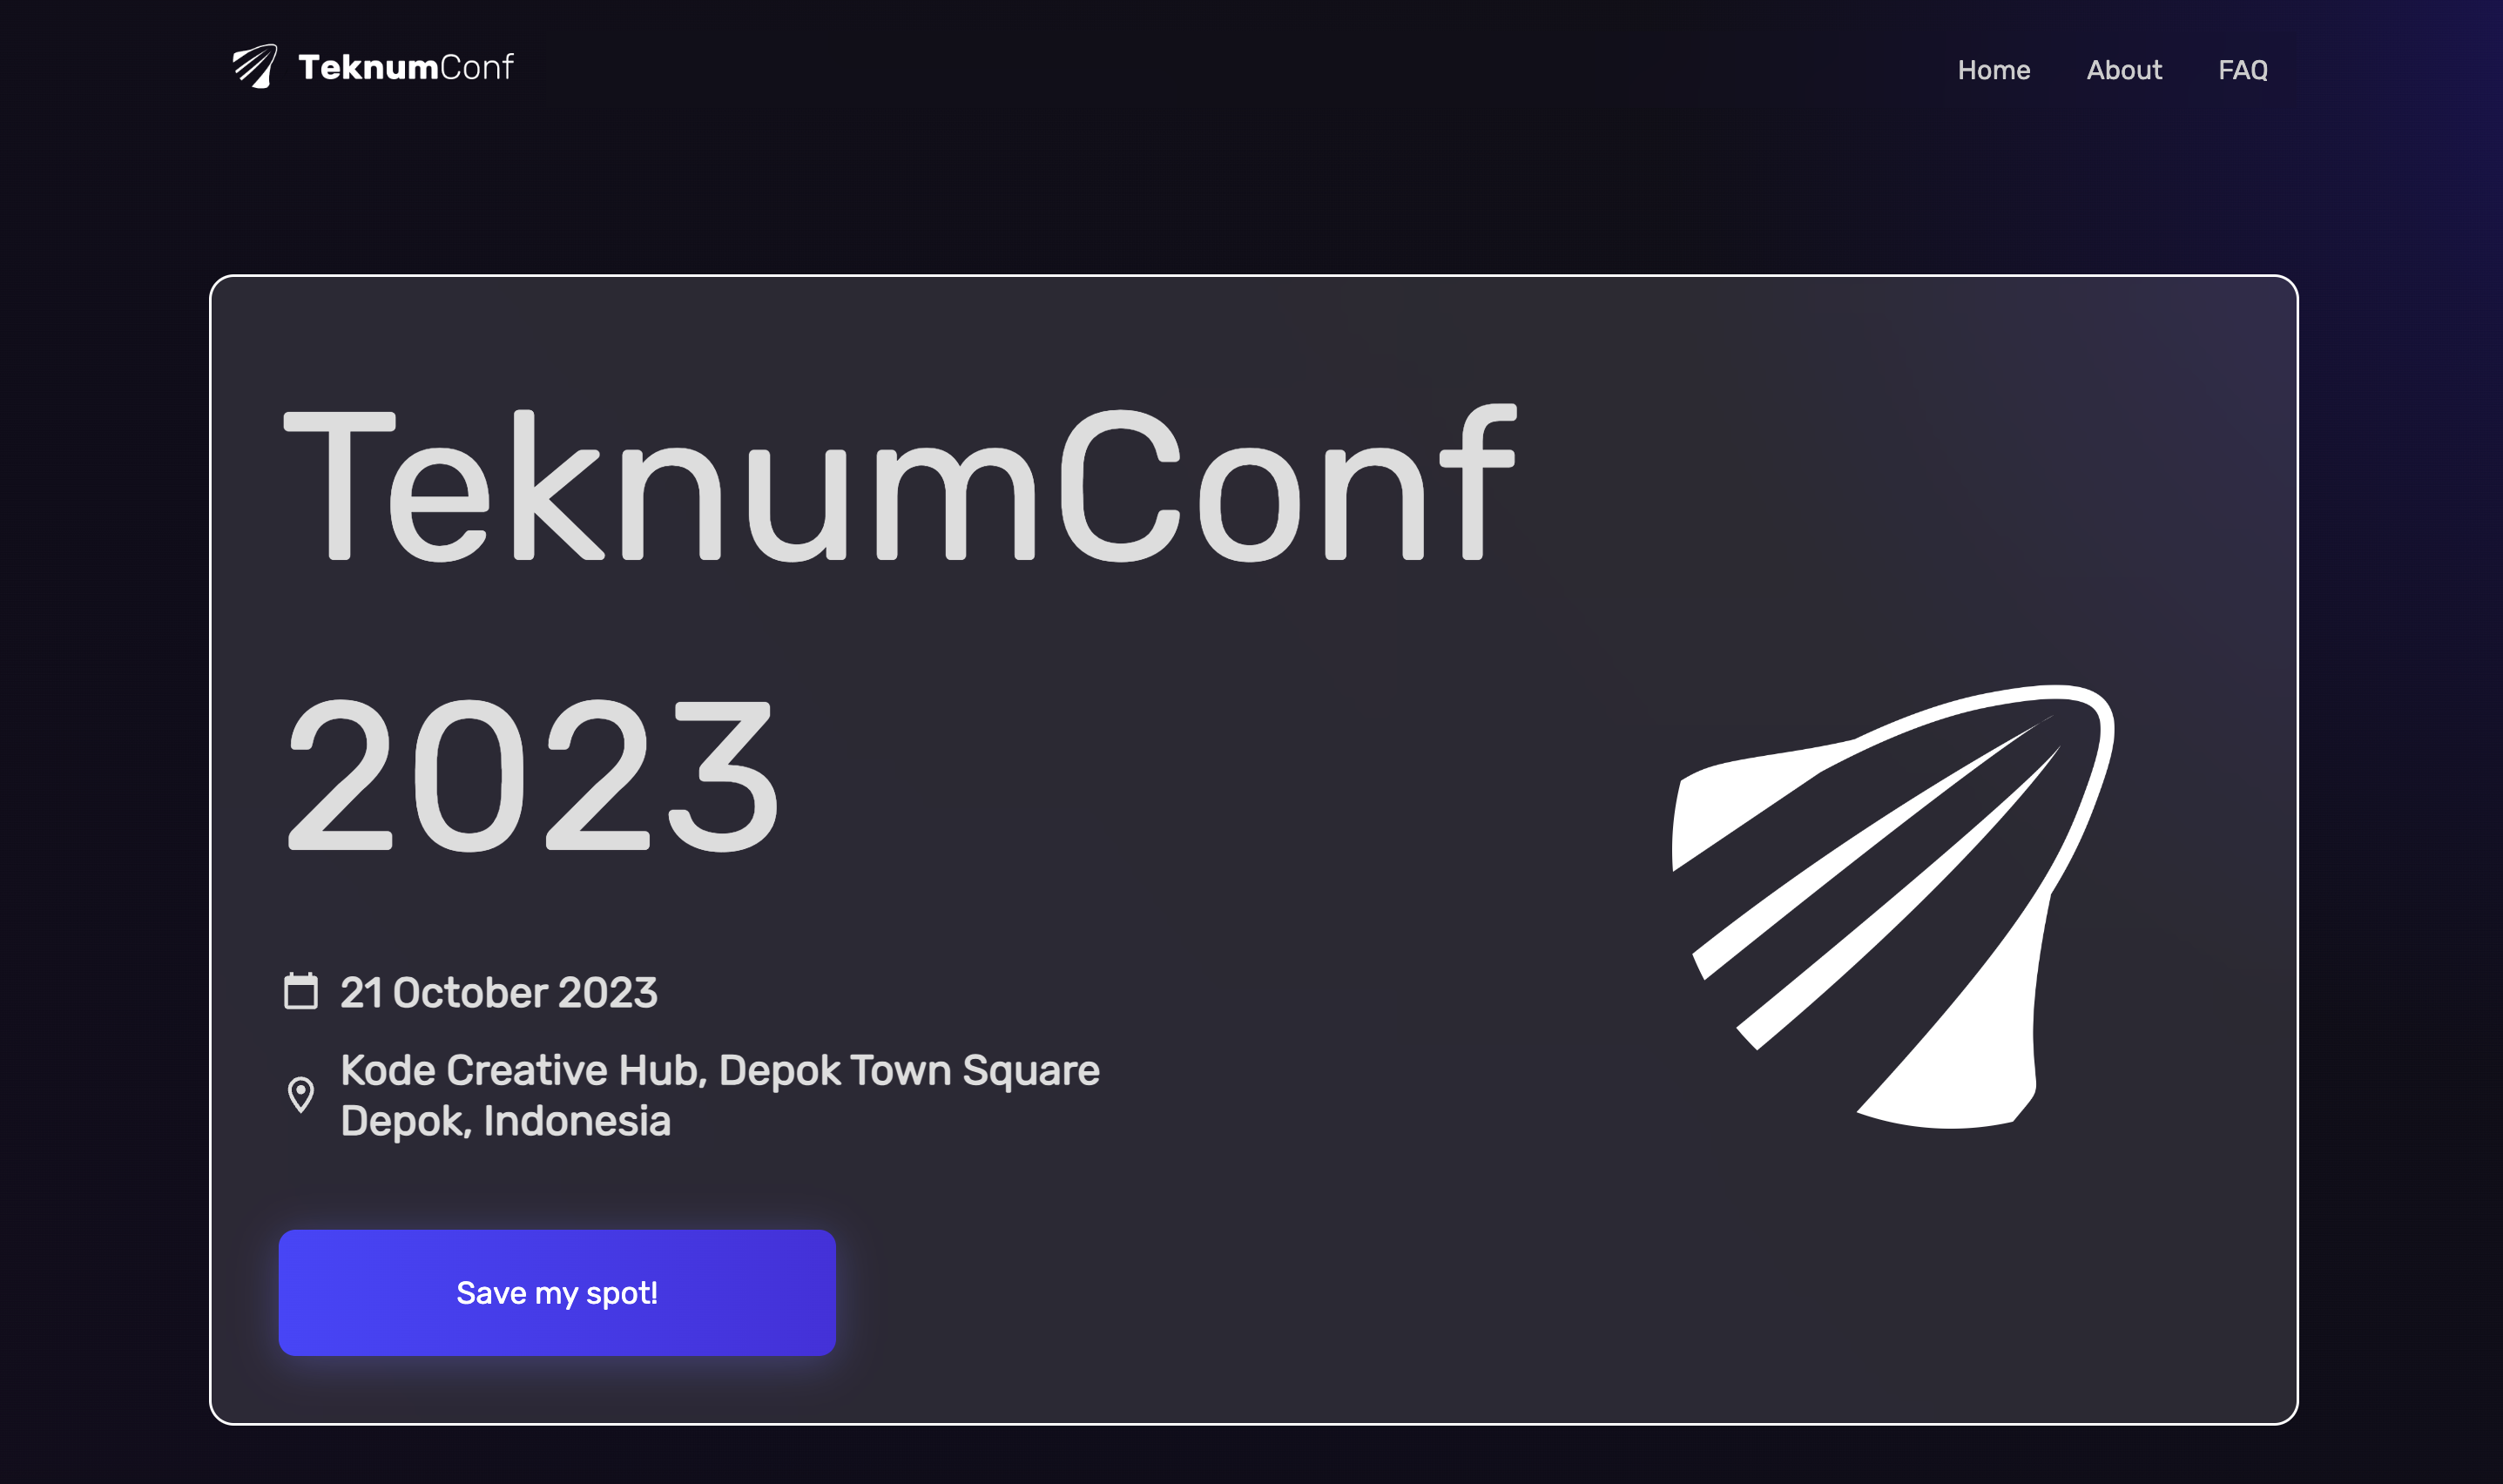 TeknumConf
Home About FAQ
TeknumConf
2023
21 October 2023
Kode Creative Hub, Depok Town Square
Depok, Indonesia
Save my spot!